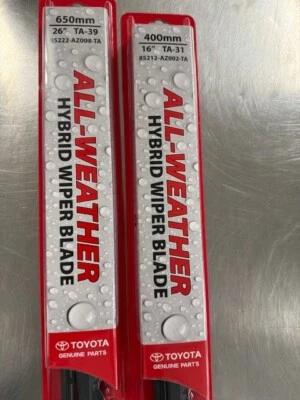 650mm
26" TA-39
85222-AZ008-TA
ALL-WEATHER
HYBRID WIPER BLADE
TOYOTA
GENUINE PARTS
400mm
16" TA-31
85212-AZ002-TA
ALL-WEATHER
HYBRID WIPER BLADE
TOYOTA
GENUINE PARTS